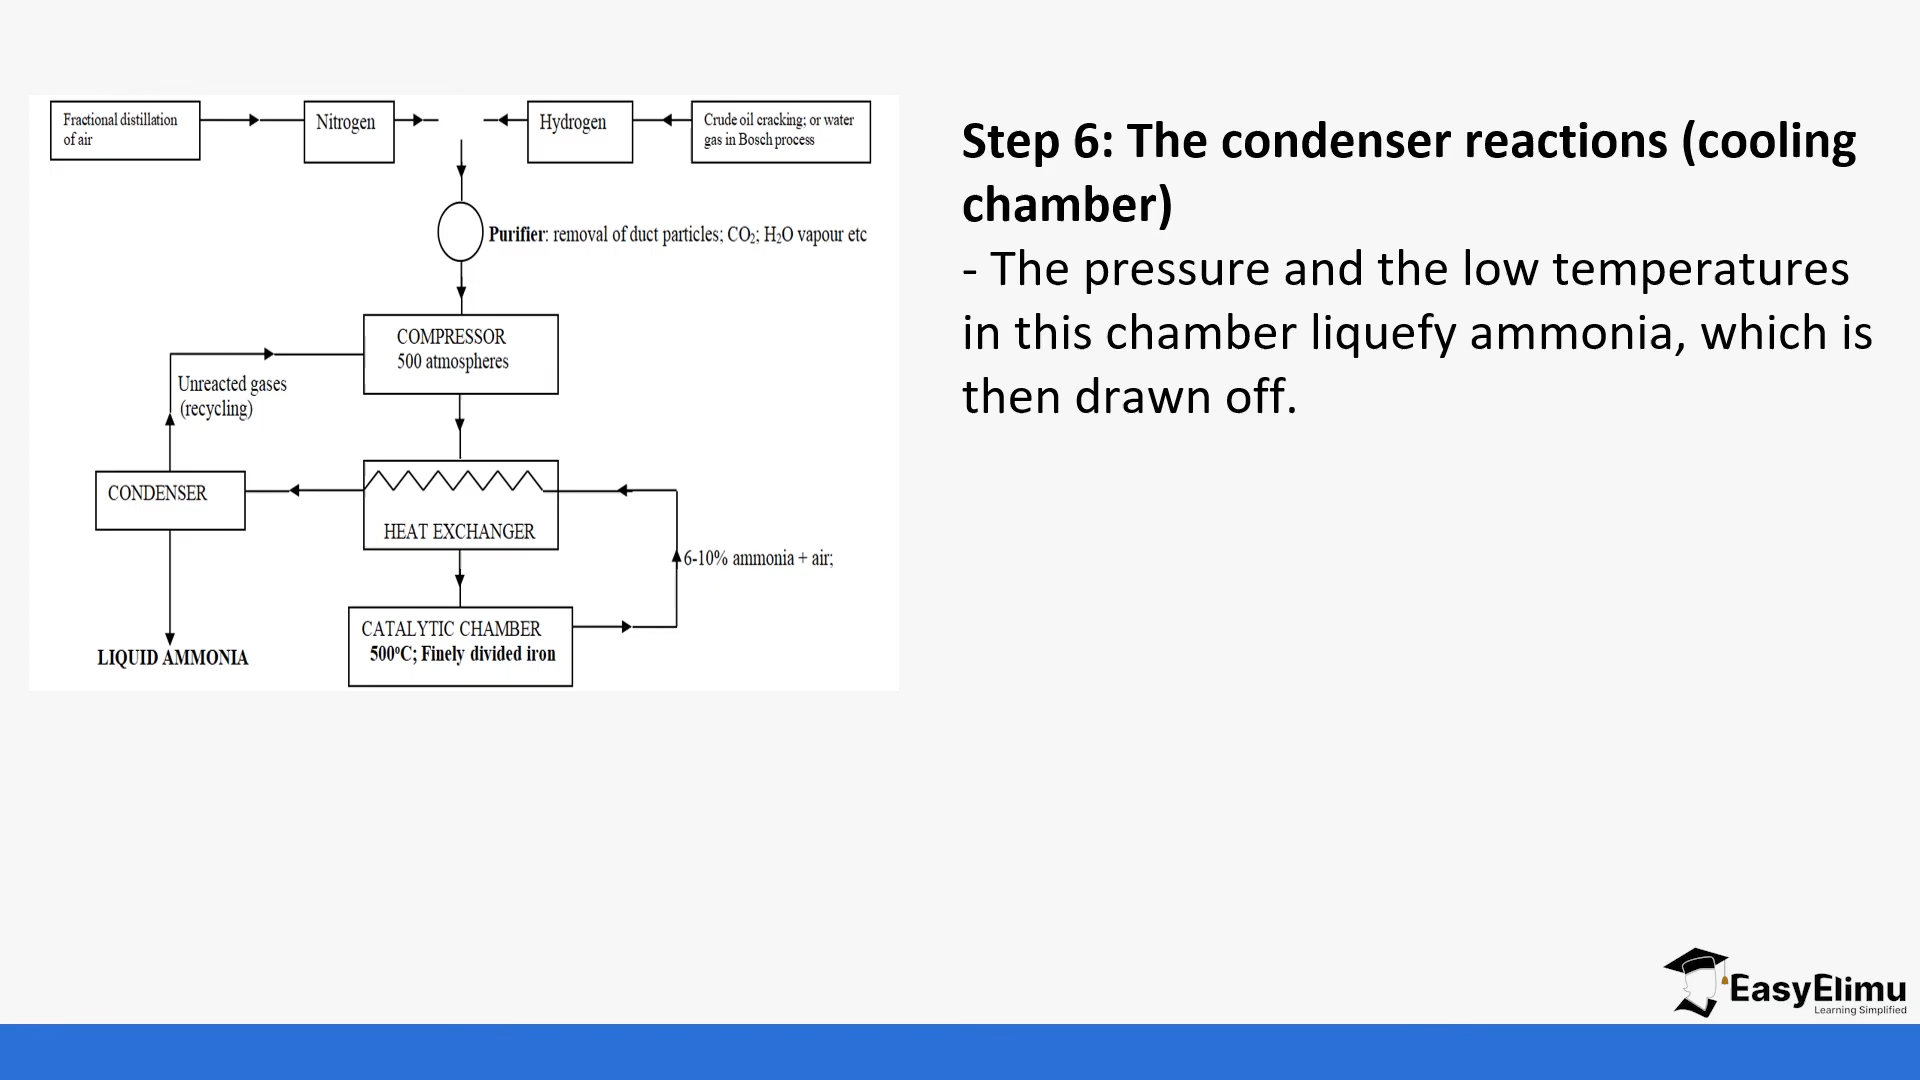 Fractional distillation
of air
Nitrogen
Hydrogen
Crude oil cracking; or water
gas in Bosch process
Purifier: removal of duct particles; CO₂; H₂O vapour etc
COMPRESSOR
500 atmospheres
Unreacted gases
(recycling)
CONDENSER
HEAT EXCHANGER
6-10% ammonia + air;
CATALYTIC CHAMBER
500ºC; Finely divided iron
LIQUID AMMONIA
Step 6: The condenser reactions (cooling
chamber)
- The pressure and the low temperatures
in this chamber liquefy ammonia, which is
then drawn off.
EasyElimu
Learning Simplified